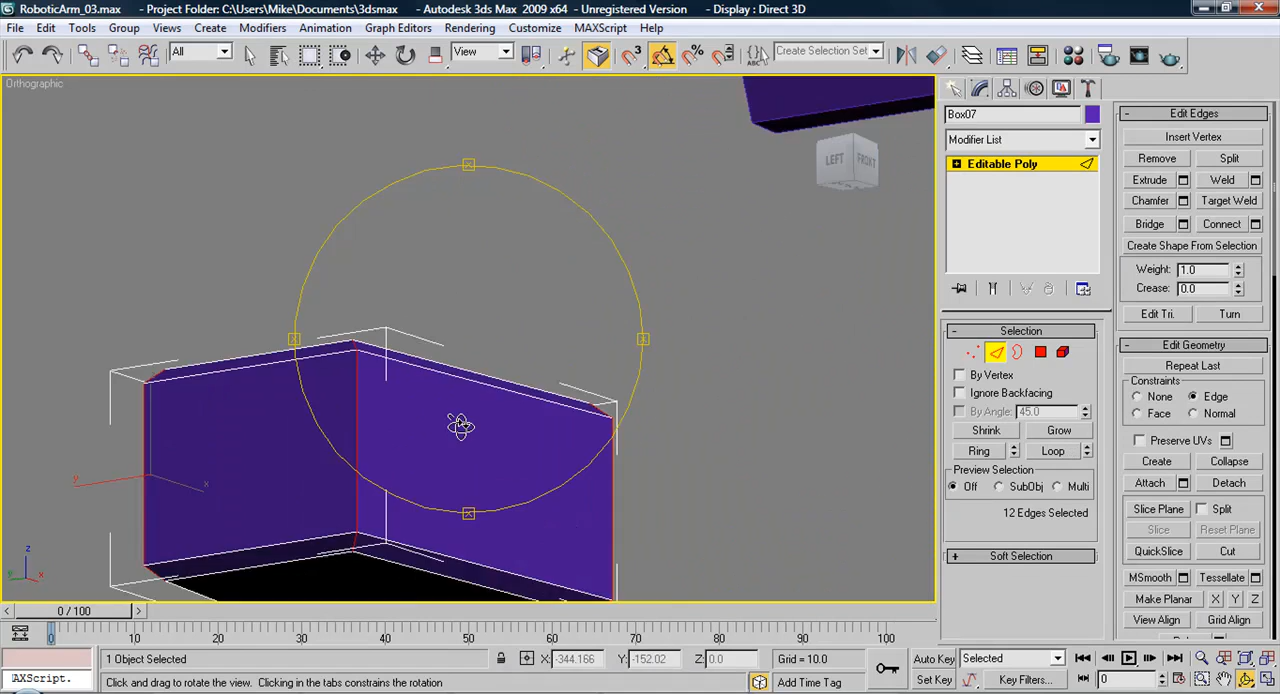 RoboticArm_03.max - Project Folder: C:\Users\Mike\Documents\3dsmax - Autodesk 3ds Max 2009 x64 - Unregistered Version - Display : Direct 3D
File Edit Tools Group Views Create Modifiers Animation Graph Editors Rendering Customize MAXScript Help
All View Create Selection Set
Orthographic
LEFT FRONT
Box07
Modifier List
Editable Poly
Selection
By Vertex
Ignore Backfacing
By Angle: 45.0
Shrink Grow
Ring Loop
Preview Selection
Off SubObj Multi
12 Edges Selected
Soft Selection
Edit Edges
Insert Vertex
Remove Split
Extrude Weld
Chamfer Target Weld
Bridge Connect
Create Shape From Selection
Weight: 1.0
Crease: 0.0
Edit Tri. Turn
Edit Geometry
Repeat Last
Constraints
None Edge
Face Normal
Preserve UVs
Create Collapse
Attach Detach
Slice Plane Split
Slice Reset Plane
QuickSlice Cut
MSmooth Tessellate
Make Planar X Y Z
View Align Grid Align
y x
z
y x
0 / 100
0 10 20 30 40 50 60 70 80 90 100
1 Object Selected X: -344.166 Y: -152.02 Z: 0.0 Grid = 10.0
Auto Key Selected
AXScript. Click and drag to rotate the view. Clicking in the tabs constrains the rotation Add Time Tag
Set Key Key Filters... 0